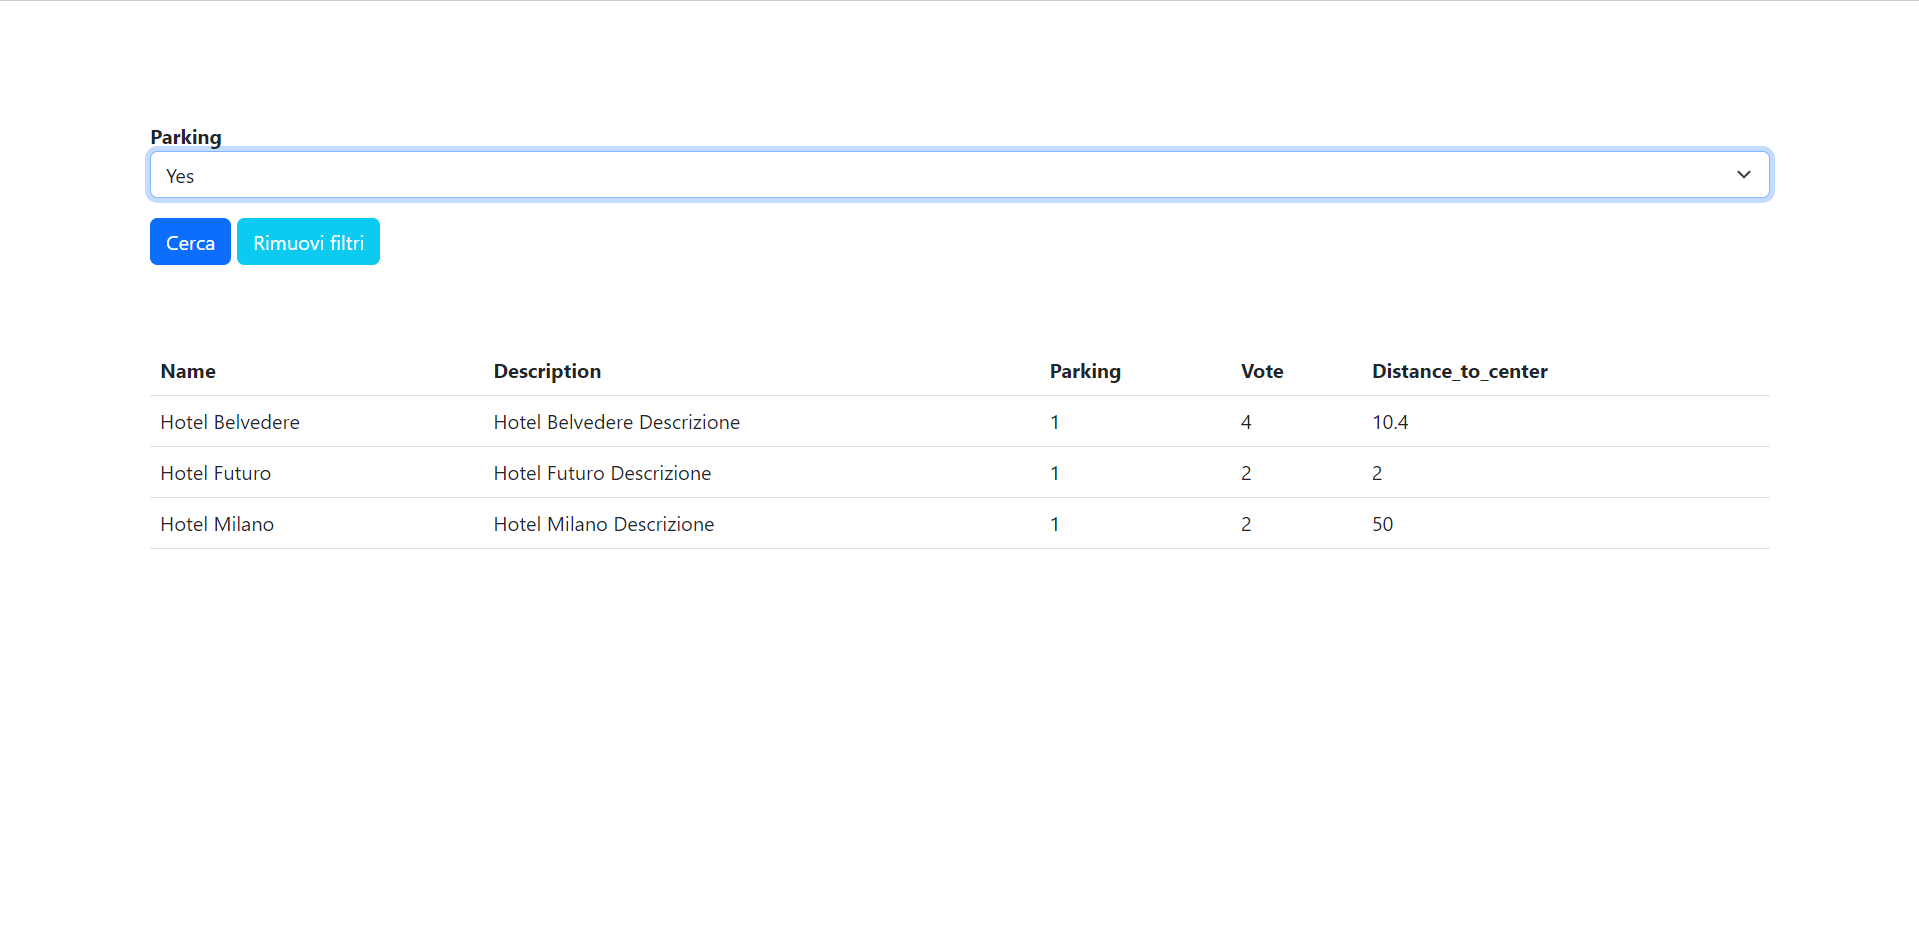 Parking
Yes
Cerca Rimuovi filtri
Name Description Parking Vote Distance_to_center
Hotel Belvedere Hotel Belvedere Descrizione 1 4 10.4
Hotel Futuro Hotel Futuro Descrizione 1 2 2
Hotel Milano Hotel Milano Descrizione 1 2 50